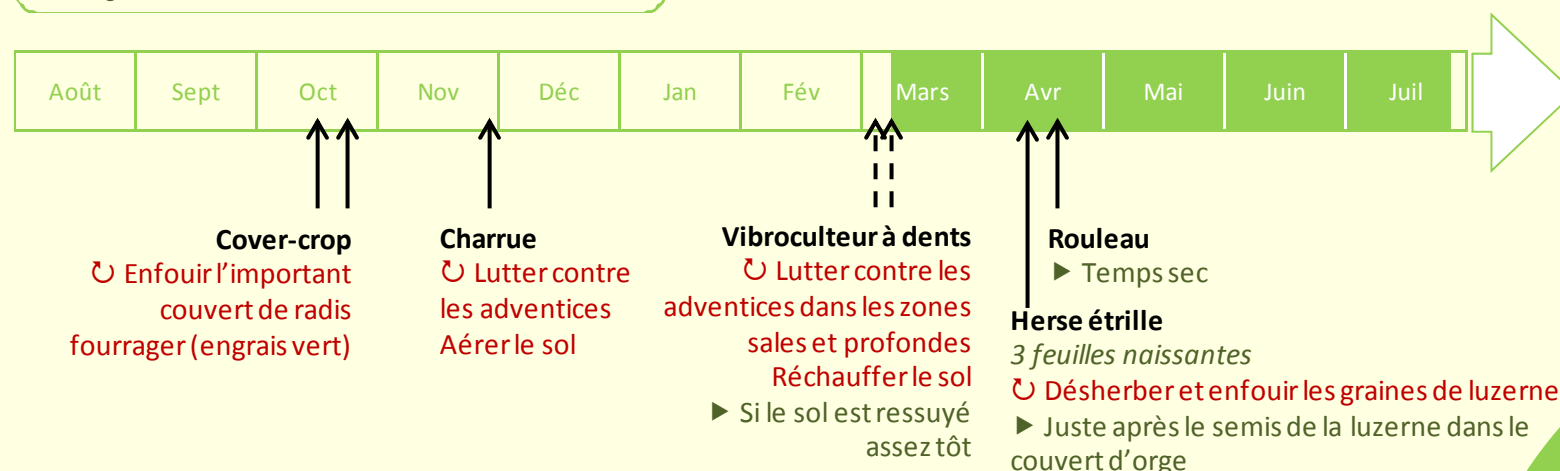 Août Sept Oct Nov Déc Jan Fév Mars Avr Mai Juin Juil
Cover-crop
↻ Enfouir l'important
couvert de radis
fourrager (engrais vert)
Charrue
↻ Lutter contre
les adventices
Aérer le sol
Vibroculteur à dents
↻ Lutter contre les
adventices dans les zones
sales et profondes
Réchauffer le sol
▶ Si le sol est ressuyé
assez tôt
Rouleau
▶ Temps sec
Herse étrille
3 feuilles naissantes
↻ Désherber et enfouir les graines de luzerne
▶ Juste après le semis de la luzerne dans le
couvert d'orge